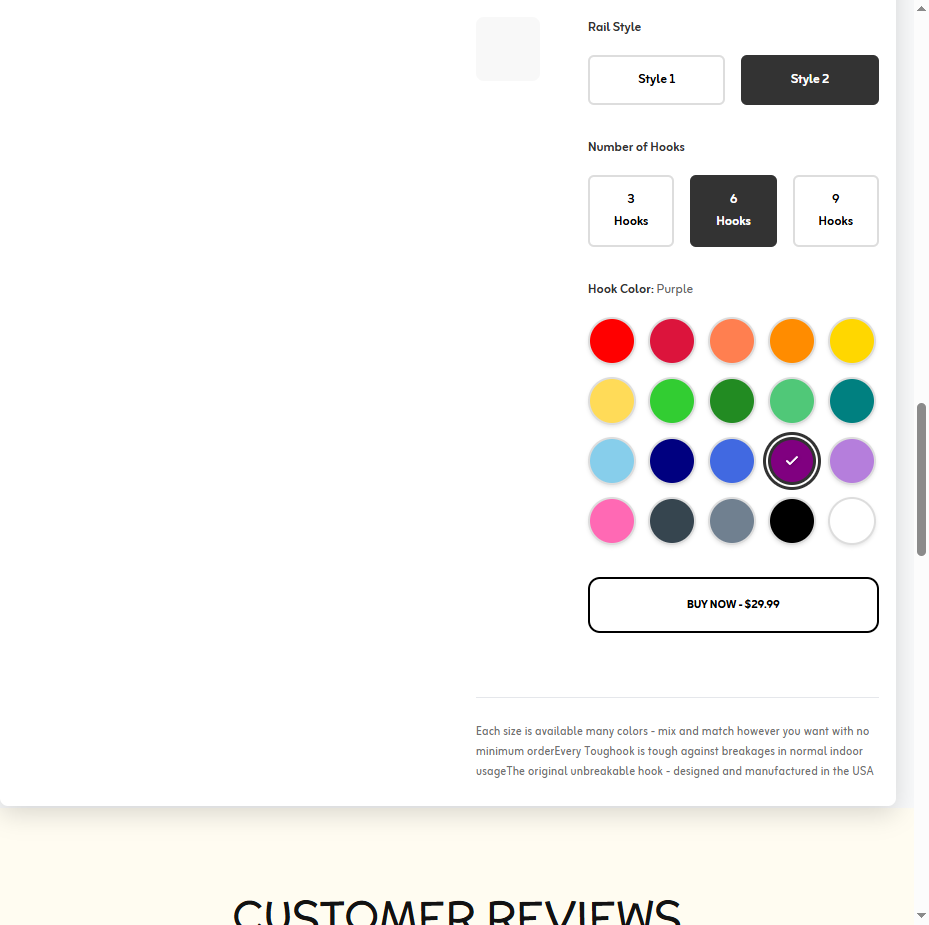 Rail Style
Style 1
Style 2
Number of Hooks
3
Hooks
6
Hooks
9
Hooks
Hook Color: Purple
BUY NOW - $29.99
Each size is available many colors - mix and match however you want with no
minimum orderEvery Toughook is tough against breakages in normal indoor
usageThe original unbreakable hook - designed and manufactured in the USA
CUSTOMER REVIEWS